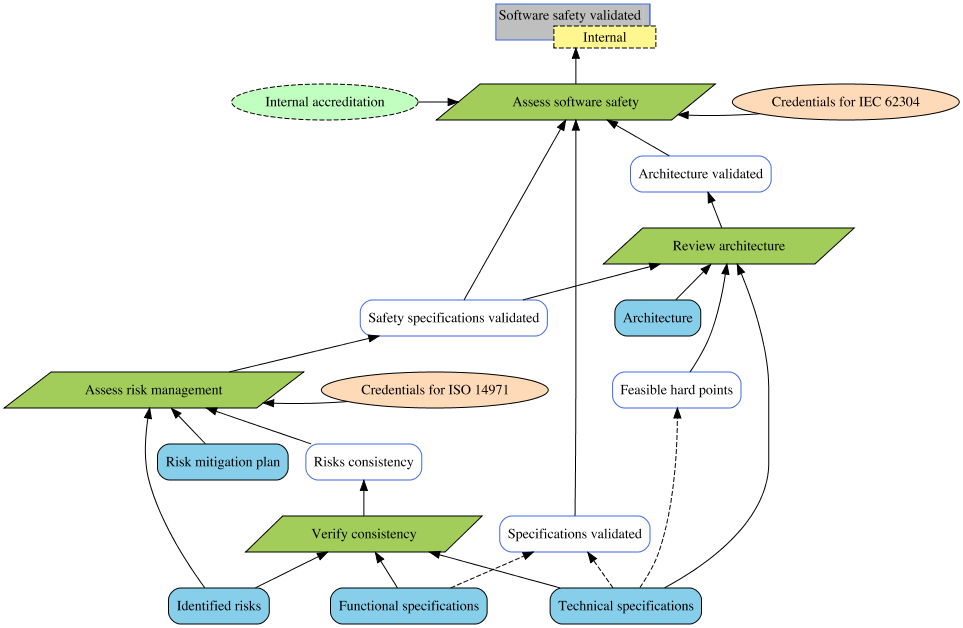 Software safety validated
Internal
Internal accreditation
Assess software safety
Credentials for IEC 62304
Architecture validated
Review architecture
Safety specifications validated
Architecture
Assess risk management
Credentials for ISO 14971
Feasible hard points
Risk mitigation plan
Risks consistency
Verify consistency
Specifications validated
Identified risks
Functional specifications
Technical specifications